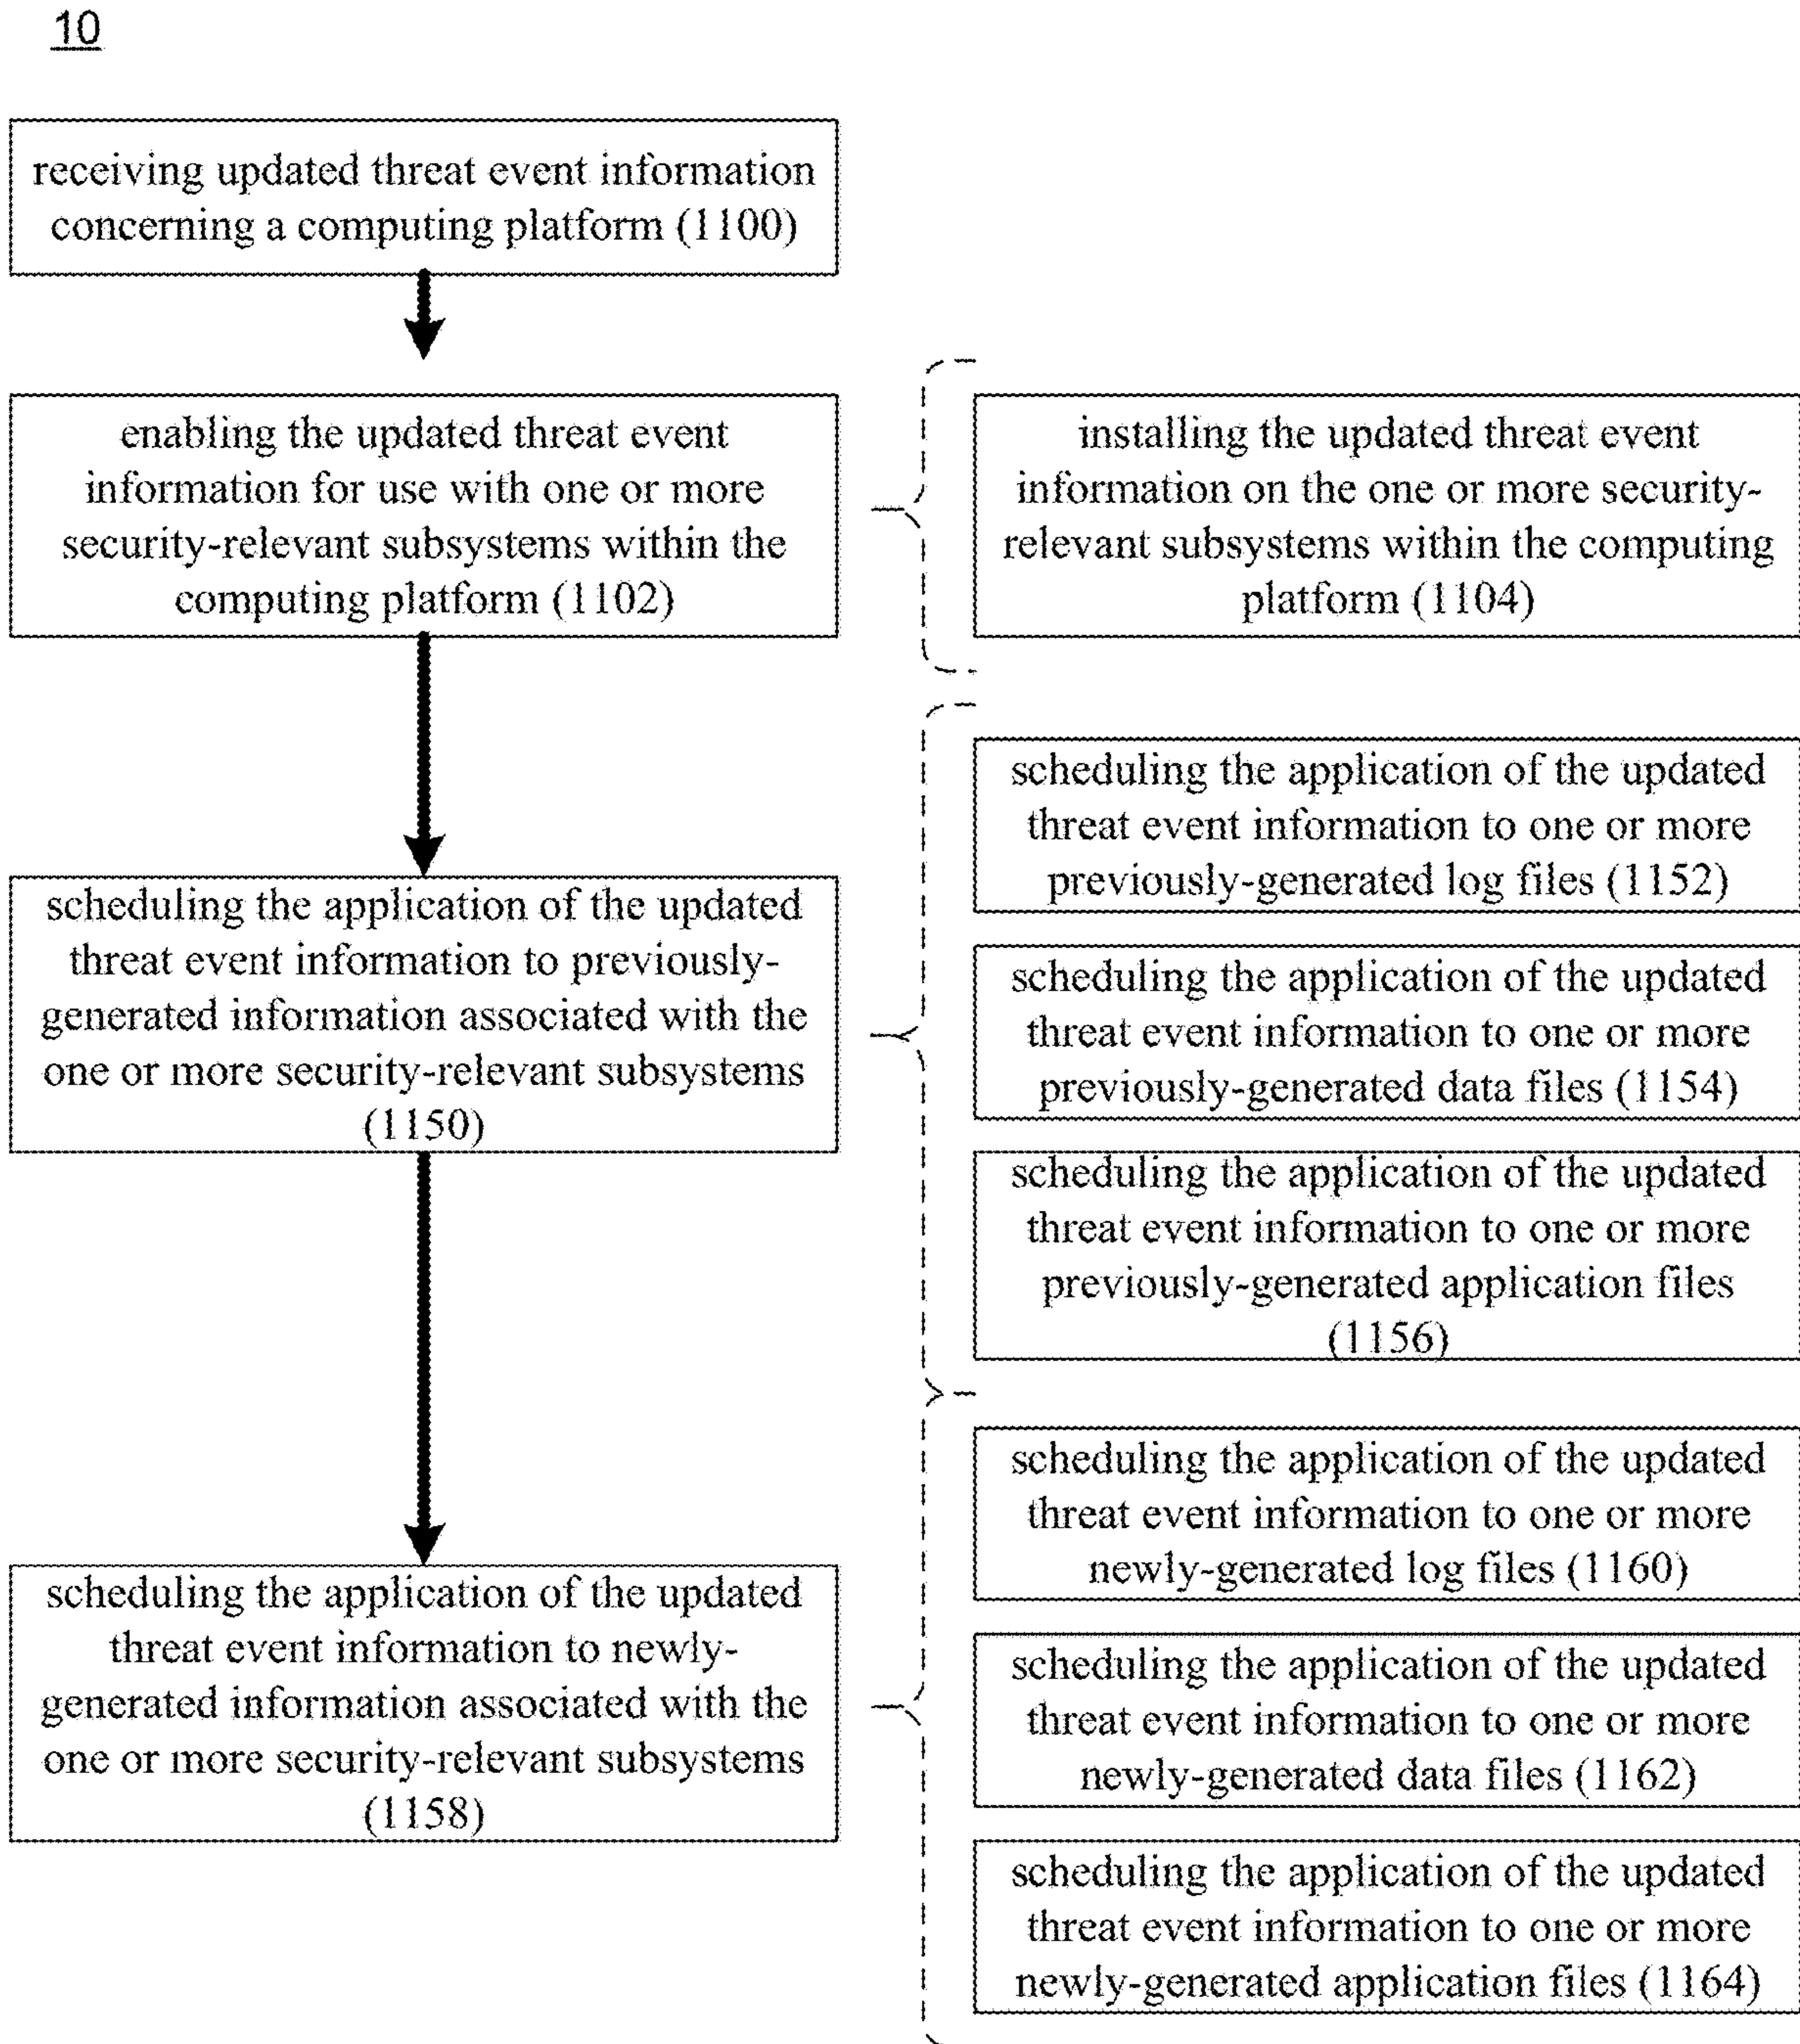 10
receiving updated threat event information
concerning a computing platform (1100)
enabling the updated threat event
information for use with one or more
security-relevant subsystems within the
computing platform (1102)
installing the updated threat event
information on the one or more security-
relevant subsystems within the computing
platform (1104)
scheduling the application of the updated
threat event information to previously-
generated information associated with the
one or more security-relevant subsystems
(1150)
scheduling the application of the updated
threat event information to one or more
previously-generated log files (1152)
scheduling the application of the updated
threat event information to one or more
previously-generated data files (1154)
scheduling the application of the updated
threat event information to one or more
previously-generated application files
(1156)
scheduling the application of the updated
threat event information to newly-
generated information associated with the
one or more security-relevant subsystems
(1158)
scheduling the application of the updated
threat event information to one or more
newly-generated log files (1160)
scheduling the application of the updated
threat event information to one or more
newly-generated data files (1162)
scheduling the application of the updated
threat event information to one or more
newly-generated application files (1164)